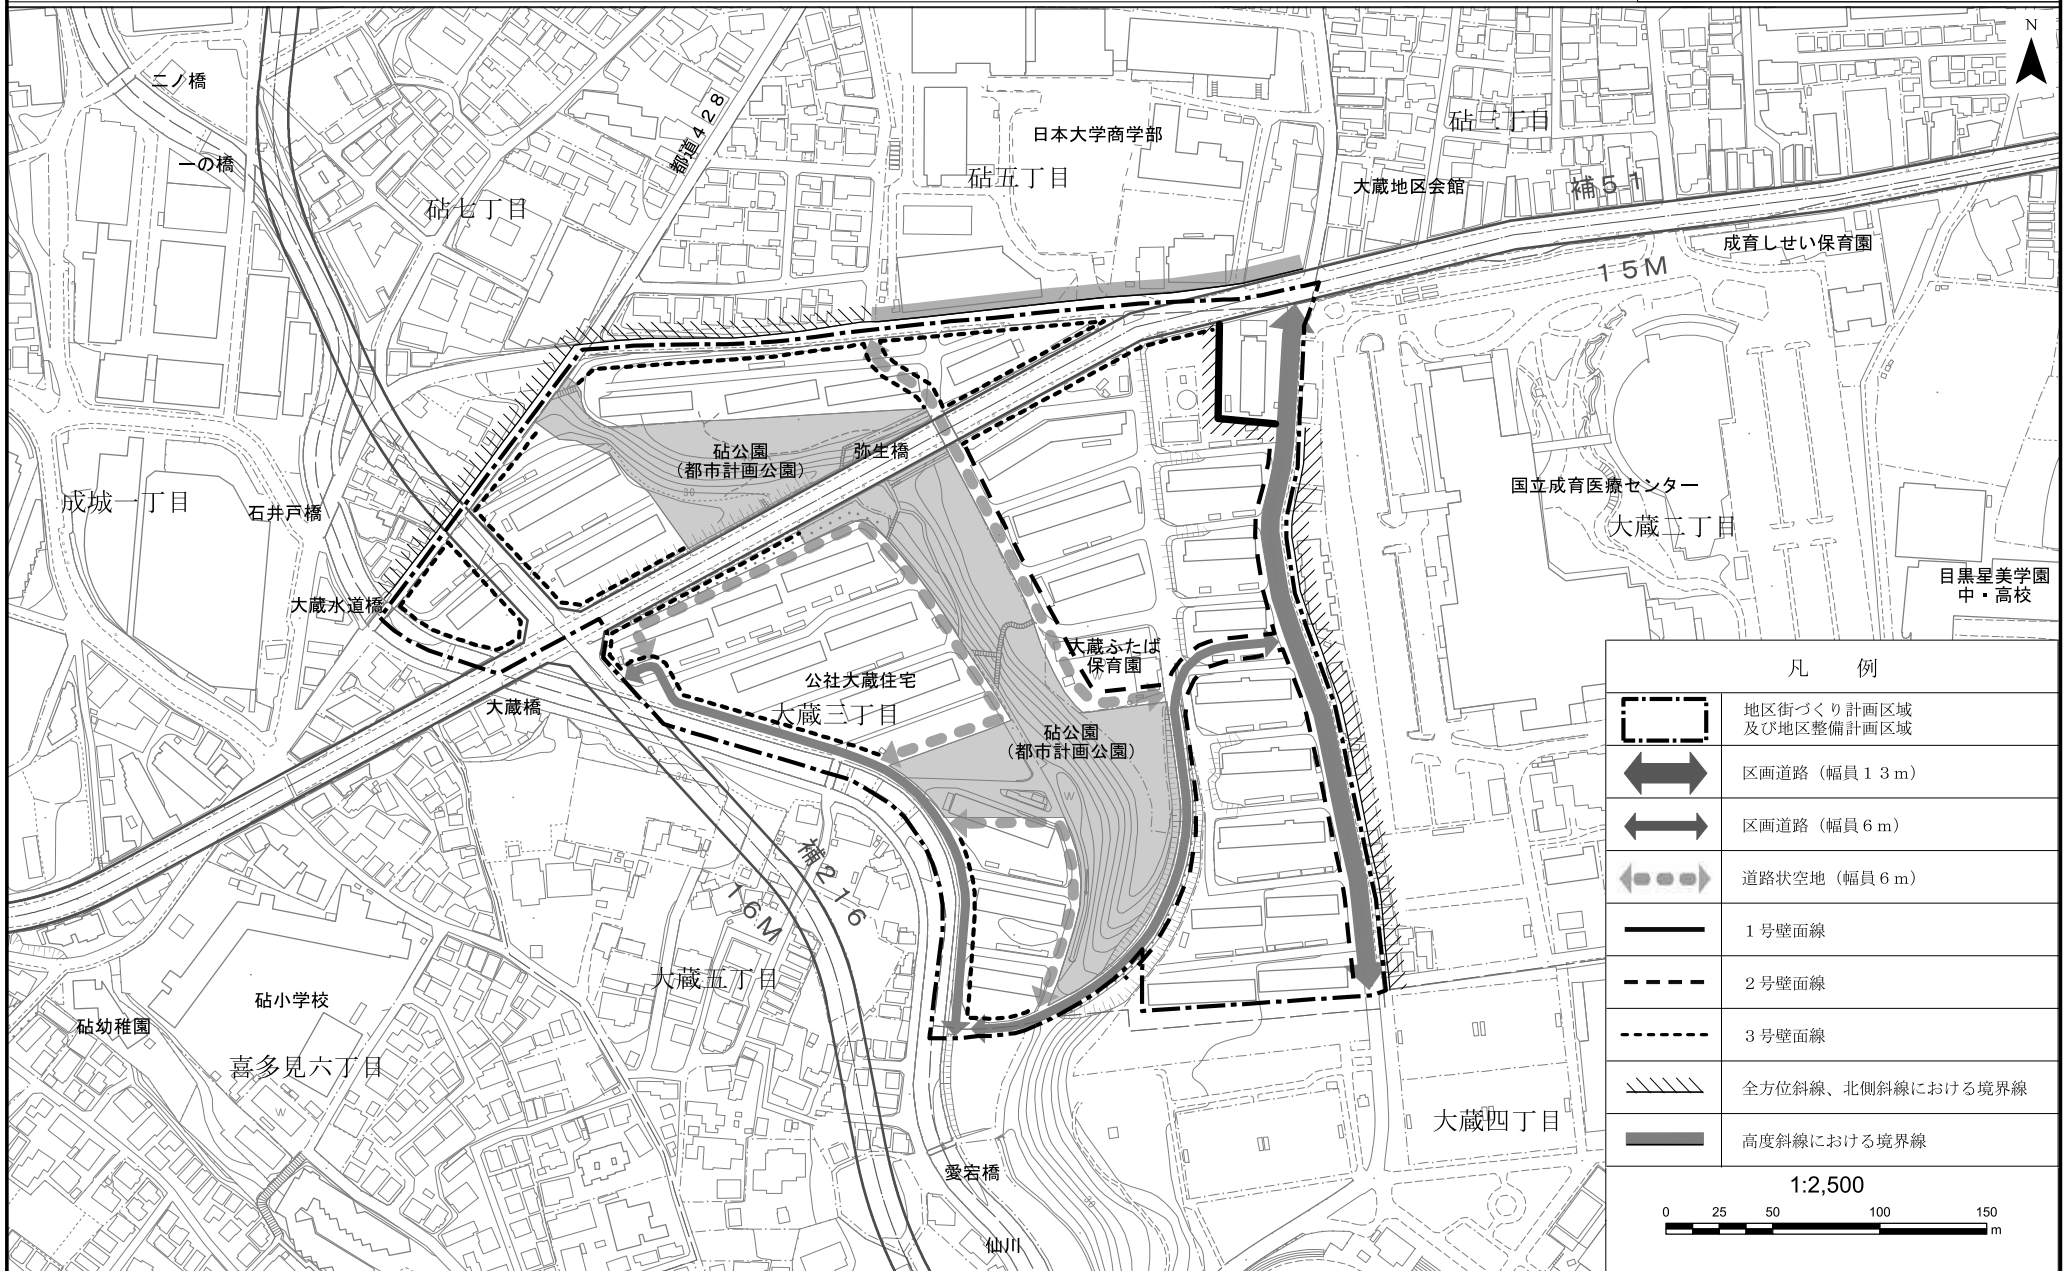 N
二ノ橋
一の橋
都道428
砧七丁目
日本大学商学部
砧五丁目
砧三丁目
大蔵地区会館
補51
15M
成育しせい保育園
成城一丁目
石井戸橋
大蔵水道橋
砧公園
(都市計画公園)
弥生橋
30
国立成育医療センター
大蔵二丁目
目黒星美学園
中・高校
大蔵ふたば
保育園
公社大蔵住宅
大蔵三丁目
大蔵橋
砧公園
(都市計画公園)
30
W
補216
16M
大蔵五丁目
砧小学校
砧幼稚園
喜多見六丁目
W
大蔵四丁目
愛宕橋
30
仙川
凡 例
地区街づくり計画区域
及び地区整備計画区域
区画道路(幅員13m)
区画道路(幅員6m)
道路状空地(幅員6m)
1号壁面線
2号壁面線
3号壁面線
全方位斜線、北側斜線における境界線
高度斜線における境界線
1:2,500
0 25 50 100 150
m